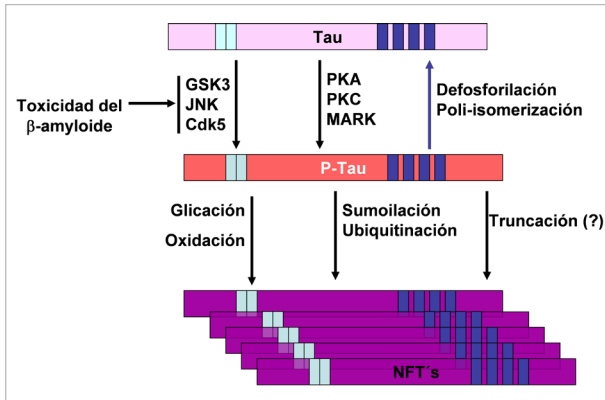 Tau
Toxicidad del
β-amyloide
GSK3
JNK
Cdk5
PKA
PKC
MARK
Defosforilación
Poli-isomerización
P-Tau
Glicación
Oxidación
Sumoilación
Ubiquitinación
Truncación (?)
NFT´s